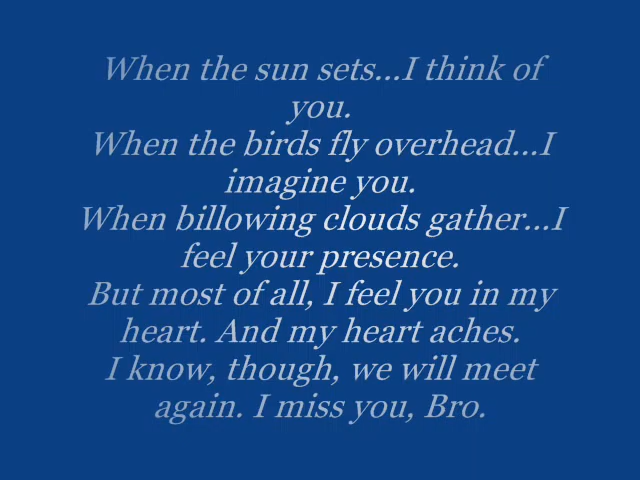 When the sun sets...I think of
you.
When the birds fly overhead...I
imagine you.
When billowing clouds gather...I
feel your presence.
But most of all, I feel you in my
heart. And my heart aches.
I know, though, we will meet
again. I miss you, Bro.